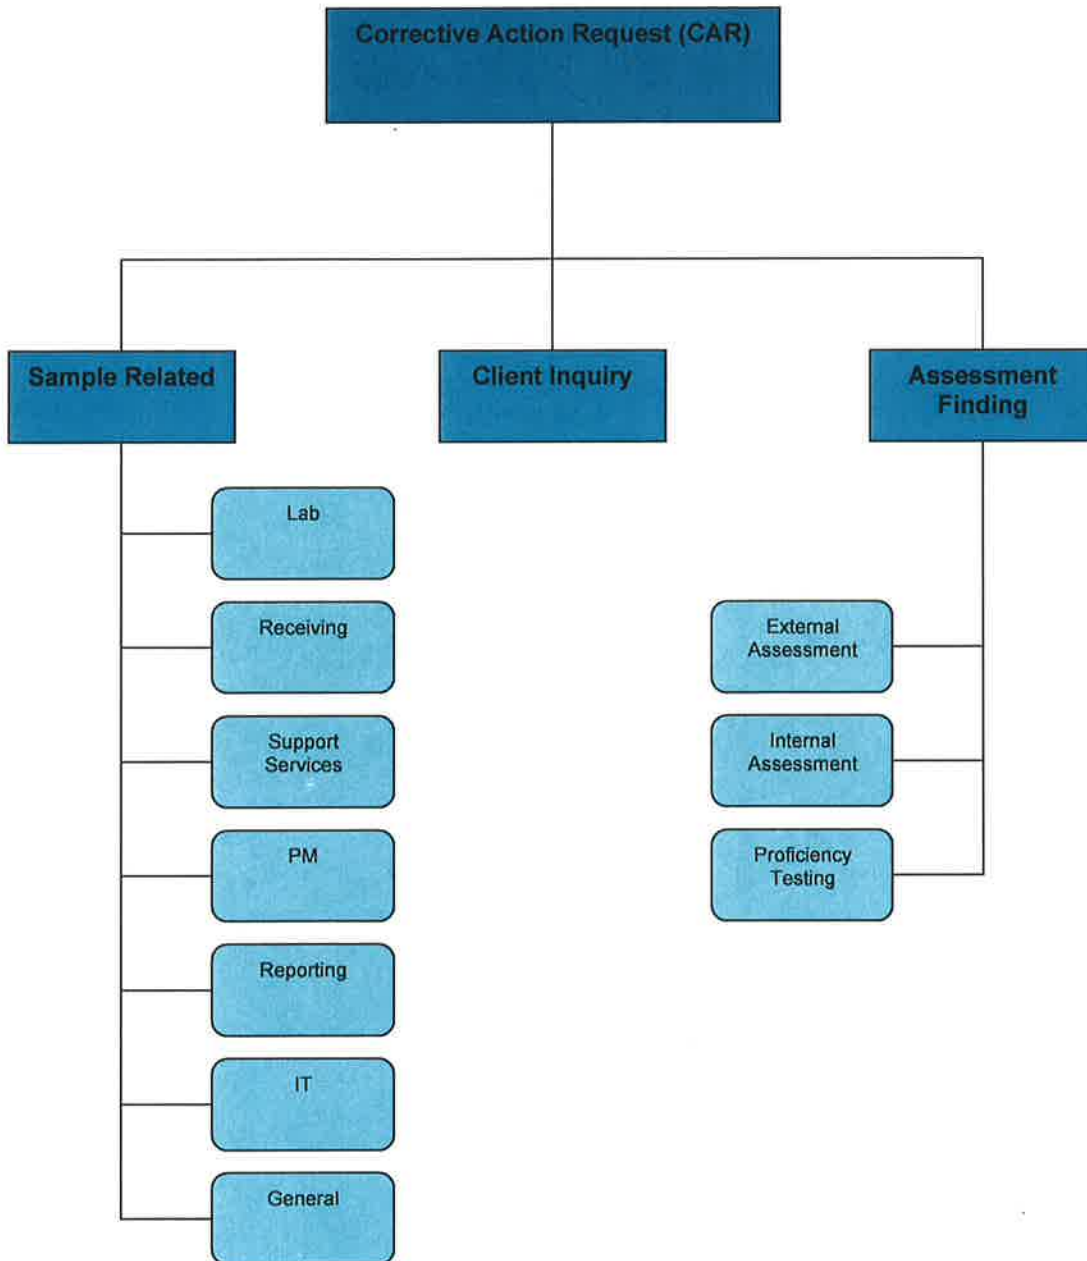 Corrective Action Request (CAR)
Sample Related
Client Inquiry
Assessment
Finding
Lab
Receiving
Support
Services
PM
Reporting
IT
General
External
Assessment
Internal
Assessment
Proficiency
Testing